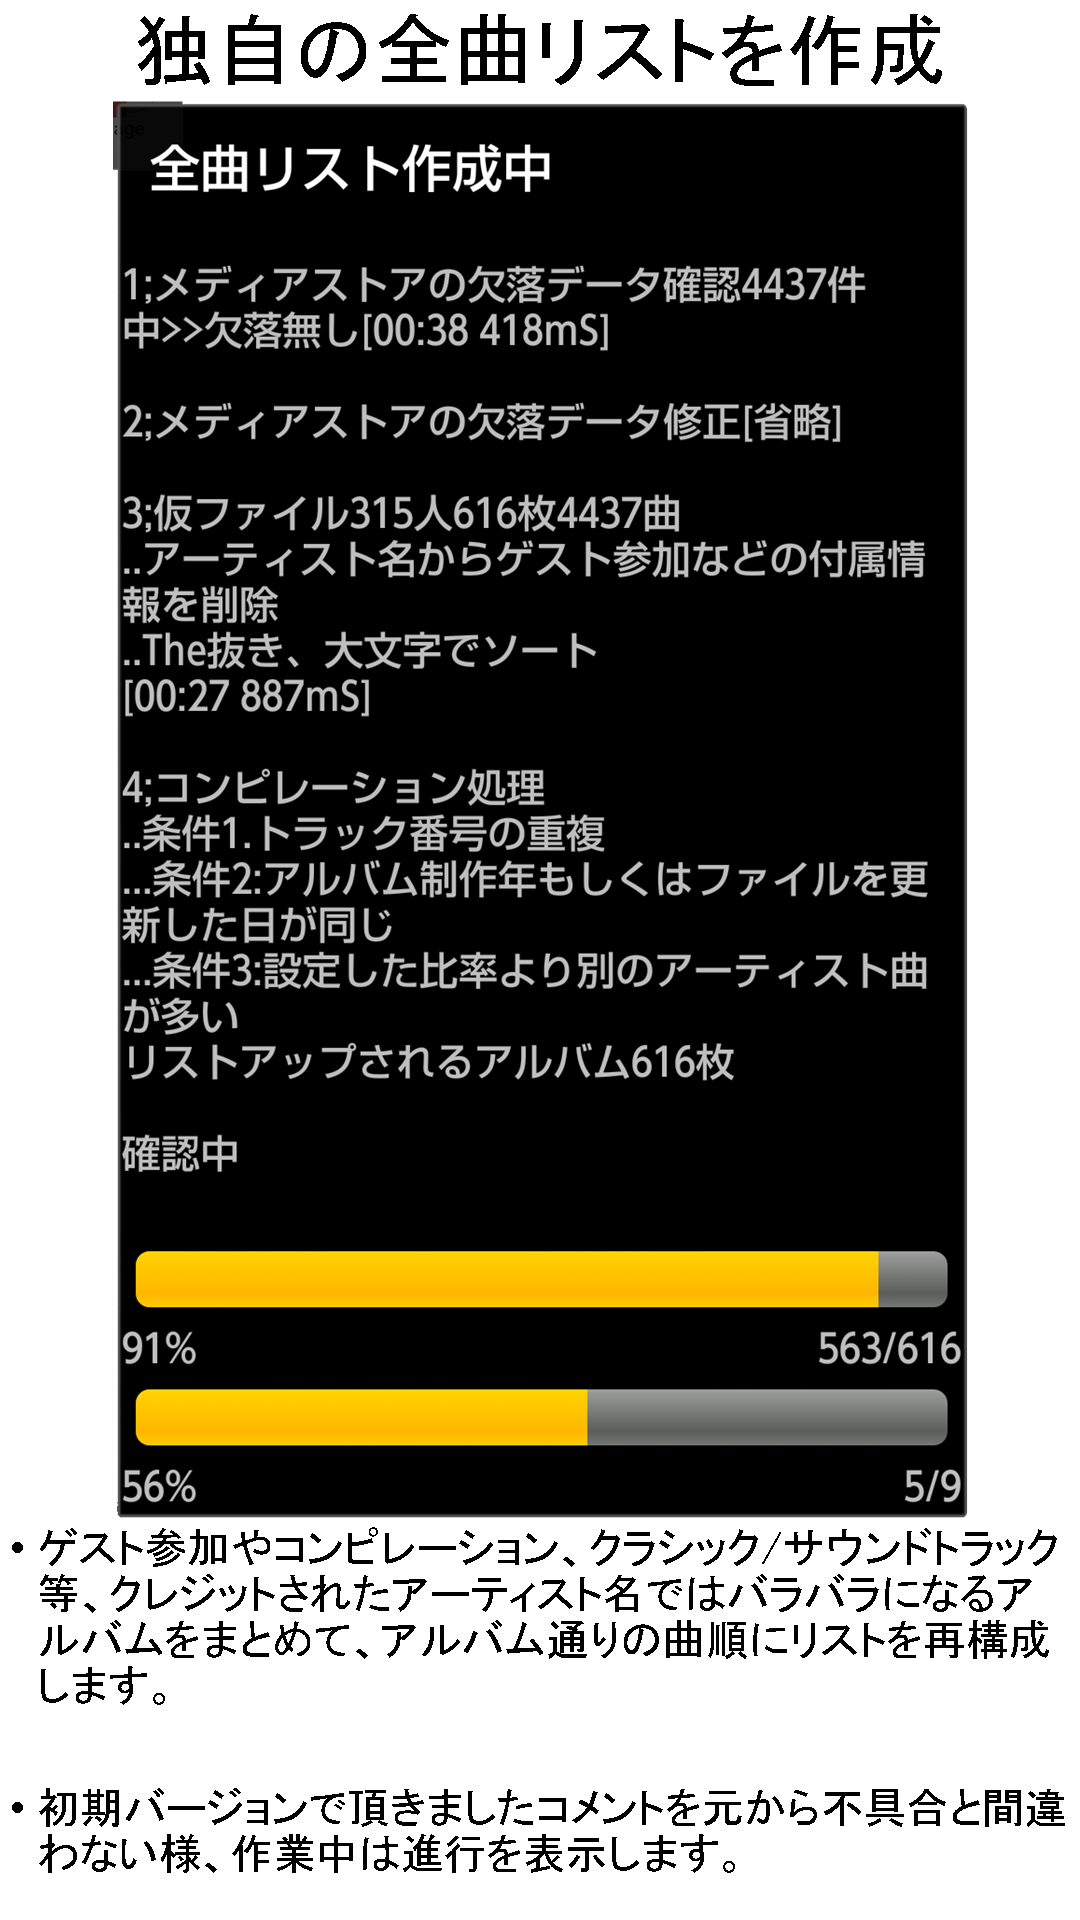 独自の全曲リストを作成
age
全曲リスト作成中
1;メディアストアの欠落データ確認4437件
中>>欠落無し[00:38 418mS]
2;メディアストアの欠落データ修正[省略]
3;仮ファイル315人616枚4437曲
..アーティスト名からゲスト参加などの付属情
報を削除
..The抜き、大文字でソート
[00:27 887mS]
4;コンピレーション処理
..条件1.トラック番号の重複
...条件2:アルバム制作年もしくはファイルを更
新した日が同じ
...条件3:設定した比率より別のアーティスト曲
が多い
リストアップされるアルバム616枚
確認中
91% 563/616
56% 5/9
• ゲスト参加やコンピレーション、クラシック/サウンドトラック
等、クレジットされたアーティスト名ではバラバラになるア
ルバムをまとめて、アルバム通りの曲順にリストを再構成
します。
• 初期バージョンで頂きましたコメントを元から不具合と間違
わない様、作業中は進行を表示します。